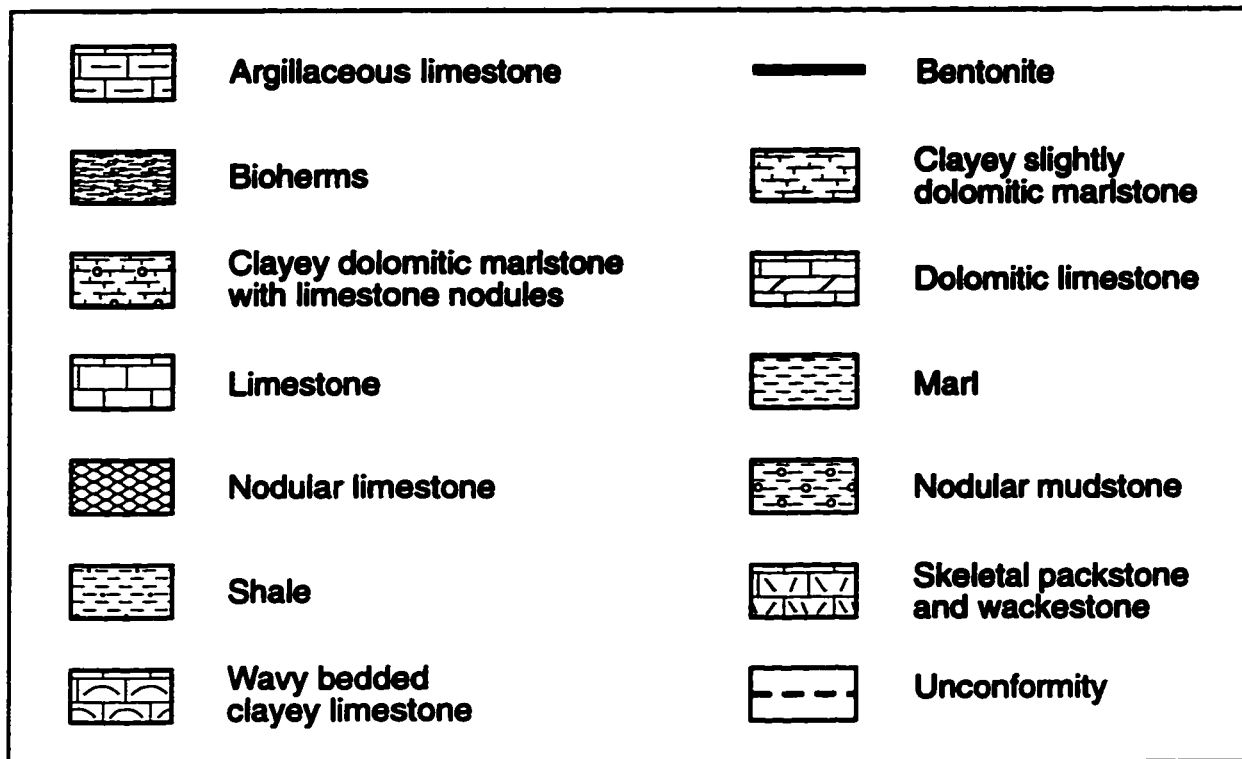 Argillaceous limestone
Bentonite
Bioherms
Clayey slightly
dolomitic marlstone
Clayey dolomitic marlstone
with limestone nodules
Dolomitic limestone
Limestone
Marl
Nodular limestone
Nodular mudstone
Shale
Skeletal packstone
and wackestone
Wavy bedded
clayey limestone
Unconformity